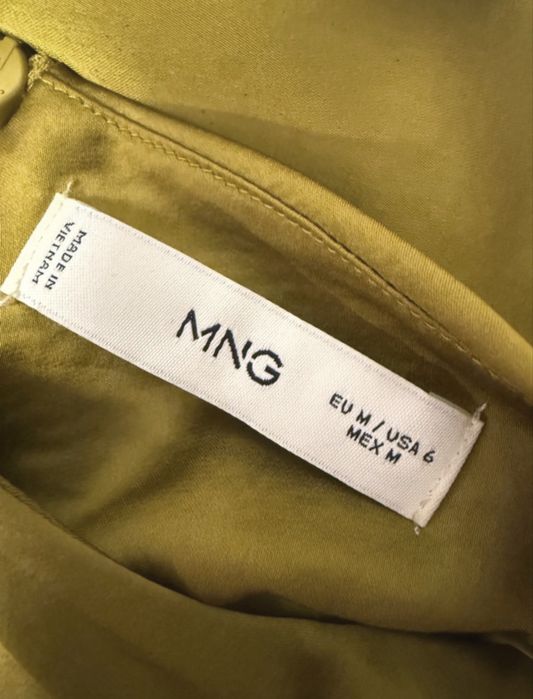 MADE IN
VIETNAM
MNG
EU M / USA 6
MEX M